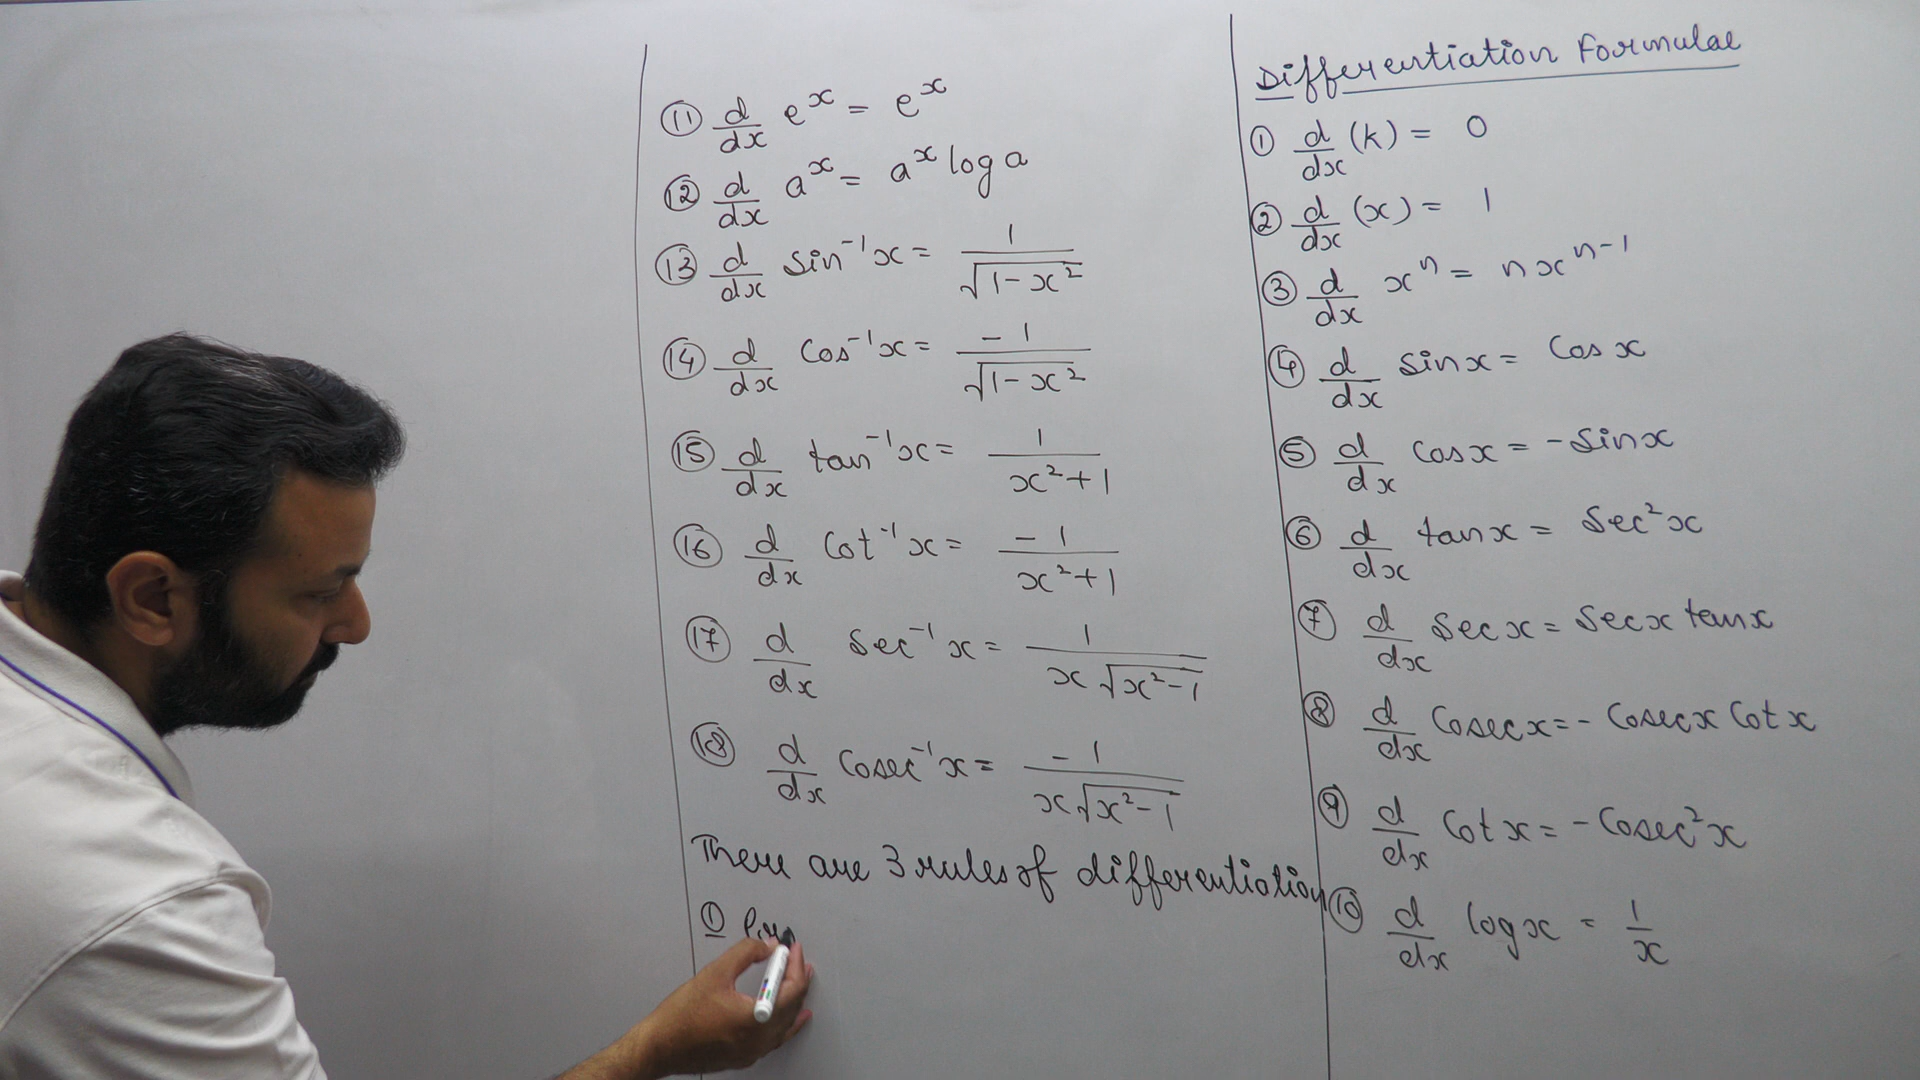 Differentiation Formulae
① d/dx (k) = 0
② d/dx (x) = 1
③ d/dx xⁿ = nxⁿ⁻¹
④ d/dx Sinx = Cosx
⑤ d/dx Cosx = -Sinx
⑥ d/dx tanx = Sec²x
⑦ d/dx Secx = Secx tanx
⑧ d/dx Cosecx = - Cosecx Cotx
⑨ d/dx Cotx = - Cosec²x
⑩ d/dx logx = 1/x
⑪ d/dx eˣ = eˣ
⑫ d/dx aˣ = aˣ log a
⑬ d/dx Sin⁻¹x = 1/√(1-x²)
⑭ d/dx Cos⁻¹x = -1/√(1-x²)
⑮ d/dx tan⁻¹x = 1/(x²+1)
⑯ d/dx Cot⁻¹x = -1/(x²+1)
⑰ d/dx Sec⁻¹x = 1/(x√(x²-1))
⑱ d/dx Cosec⁻¹x = -1/(x√(x²-1))
There are 3 rules of differentiation
①